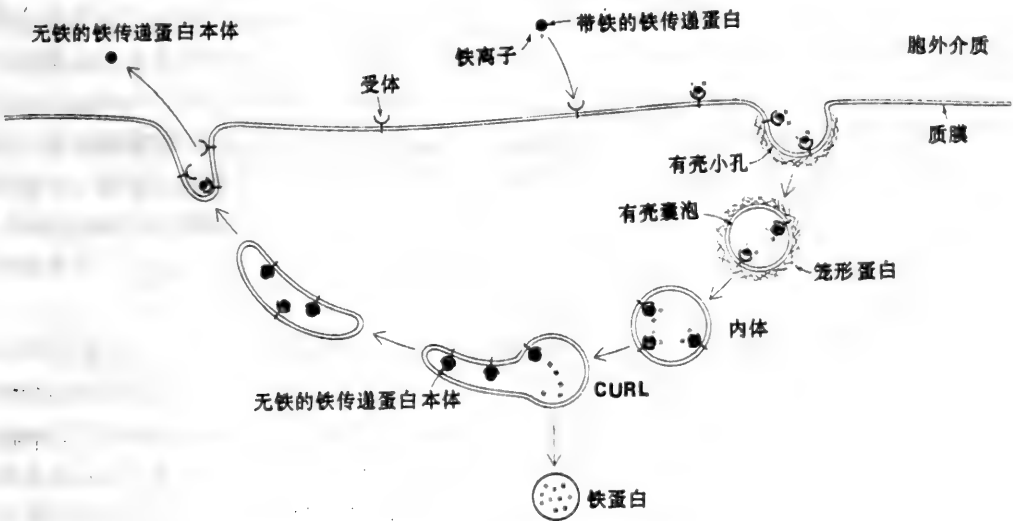 无铁的铁传递蛋白本体
带铁的铁传递蛋白
铁离子
胞外介质
受体
质膜
有壳小孔
有壳囊泡
笼形蛋白
内体
CURL
无铁的铁传递蛋白本体
铁蛋白